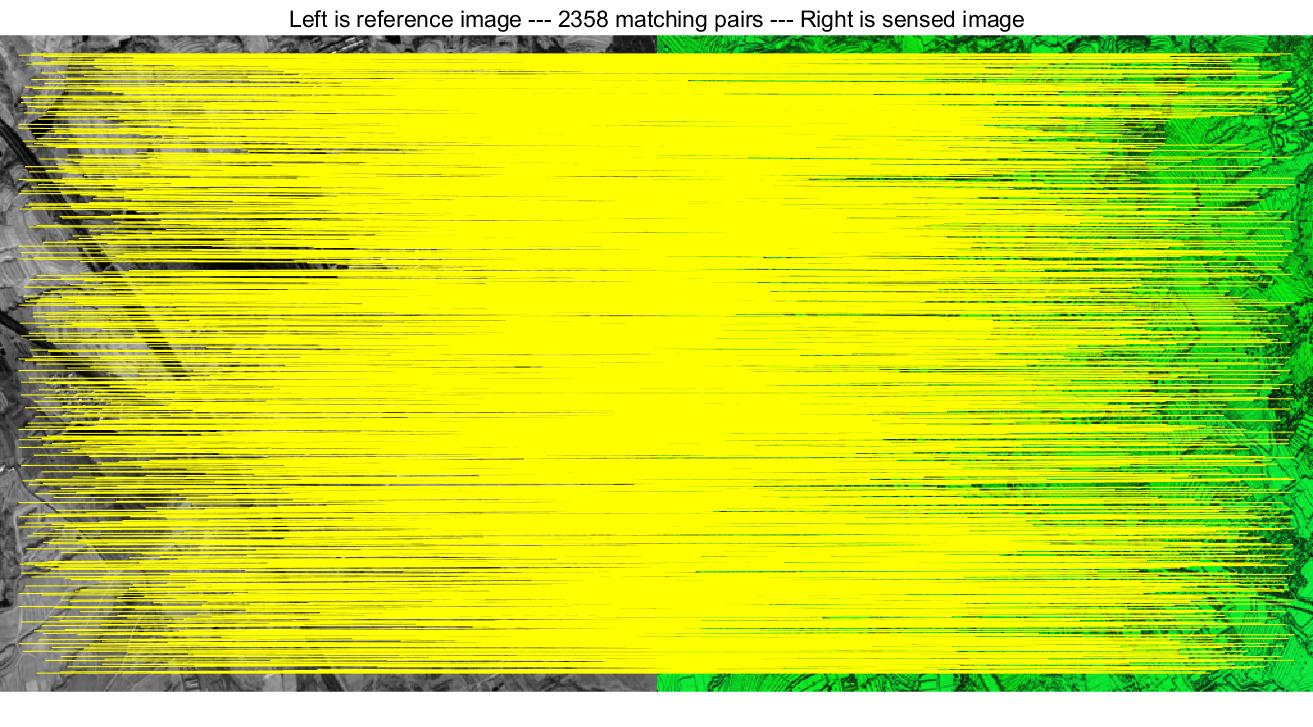 Left is reference image --- 2358 matching pairs --- Right is sensed image